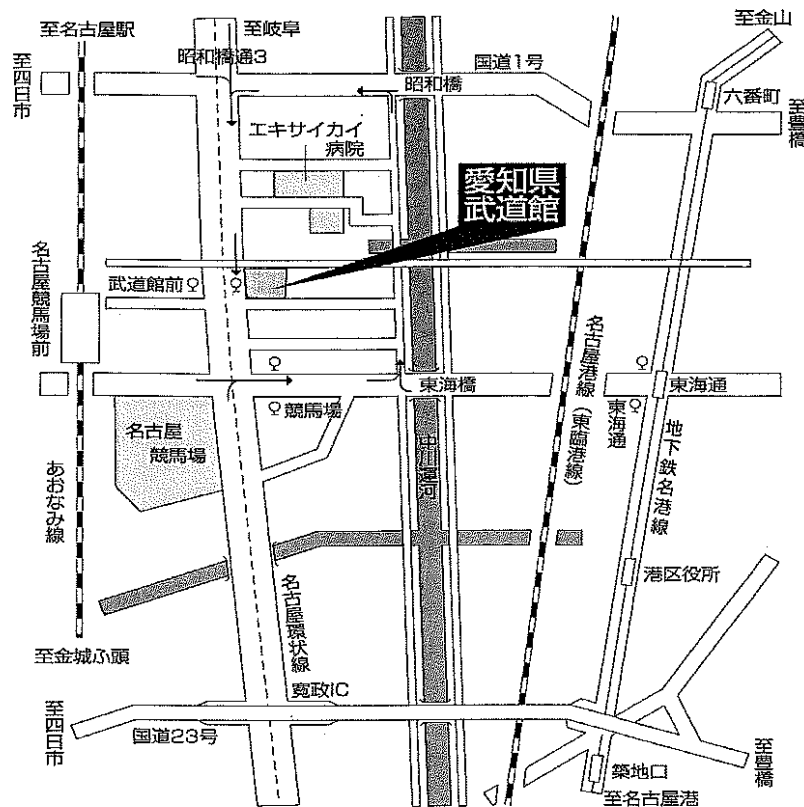 至名古屋駅
至岐阜
至金山
昭和橋通3
国道1号
至四日市
昭和橋
六番町
至豊橋
エキサイカイ
病院
愛知県
武道館
名古屋競馬場前
武道館前
名古屋港線(東臨港線)
東海橋
東海通
競馬場
東海通
名古屋
競馬場
中川運河
地下鉄名港線
あおなみ線
港区役所
名古屋環状線
至金城ふ頭
寛政IC
至四日市
国道23号
至豊橋
築地口
至名古屋港